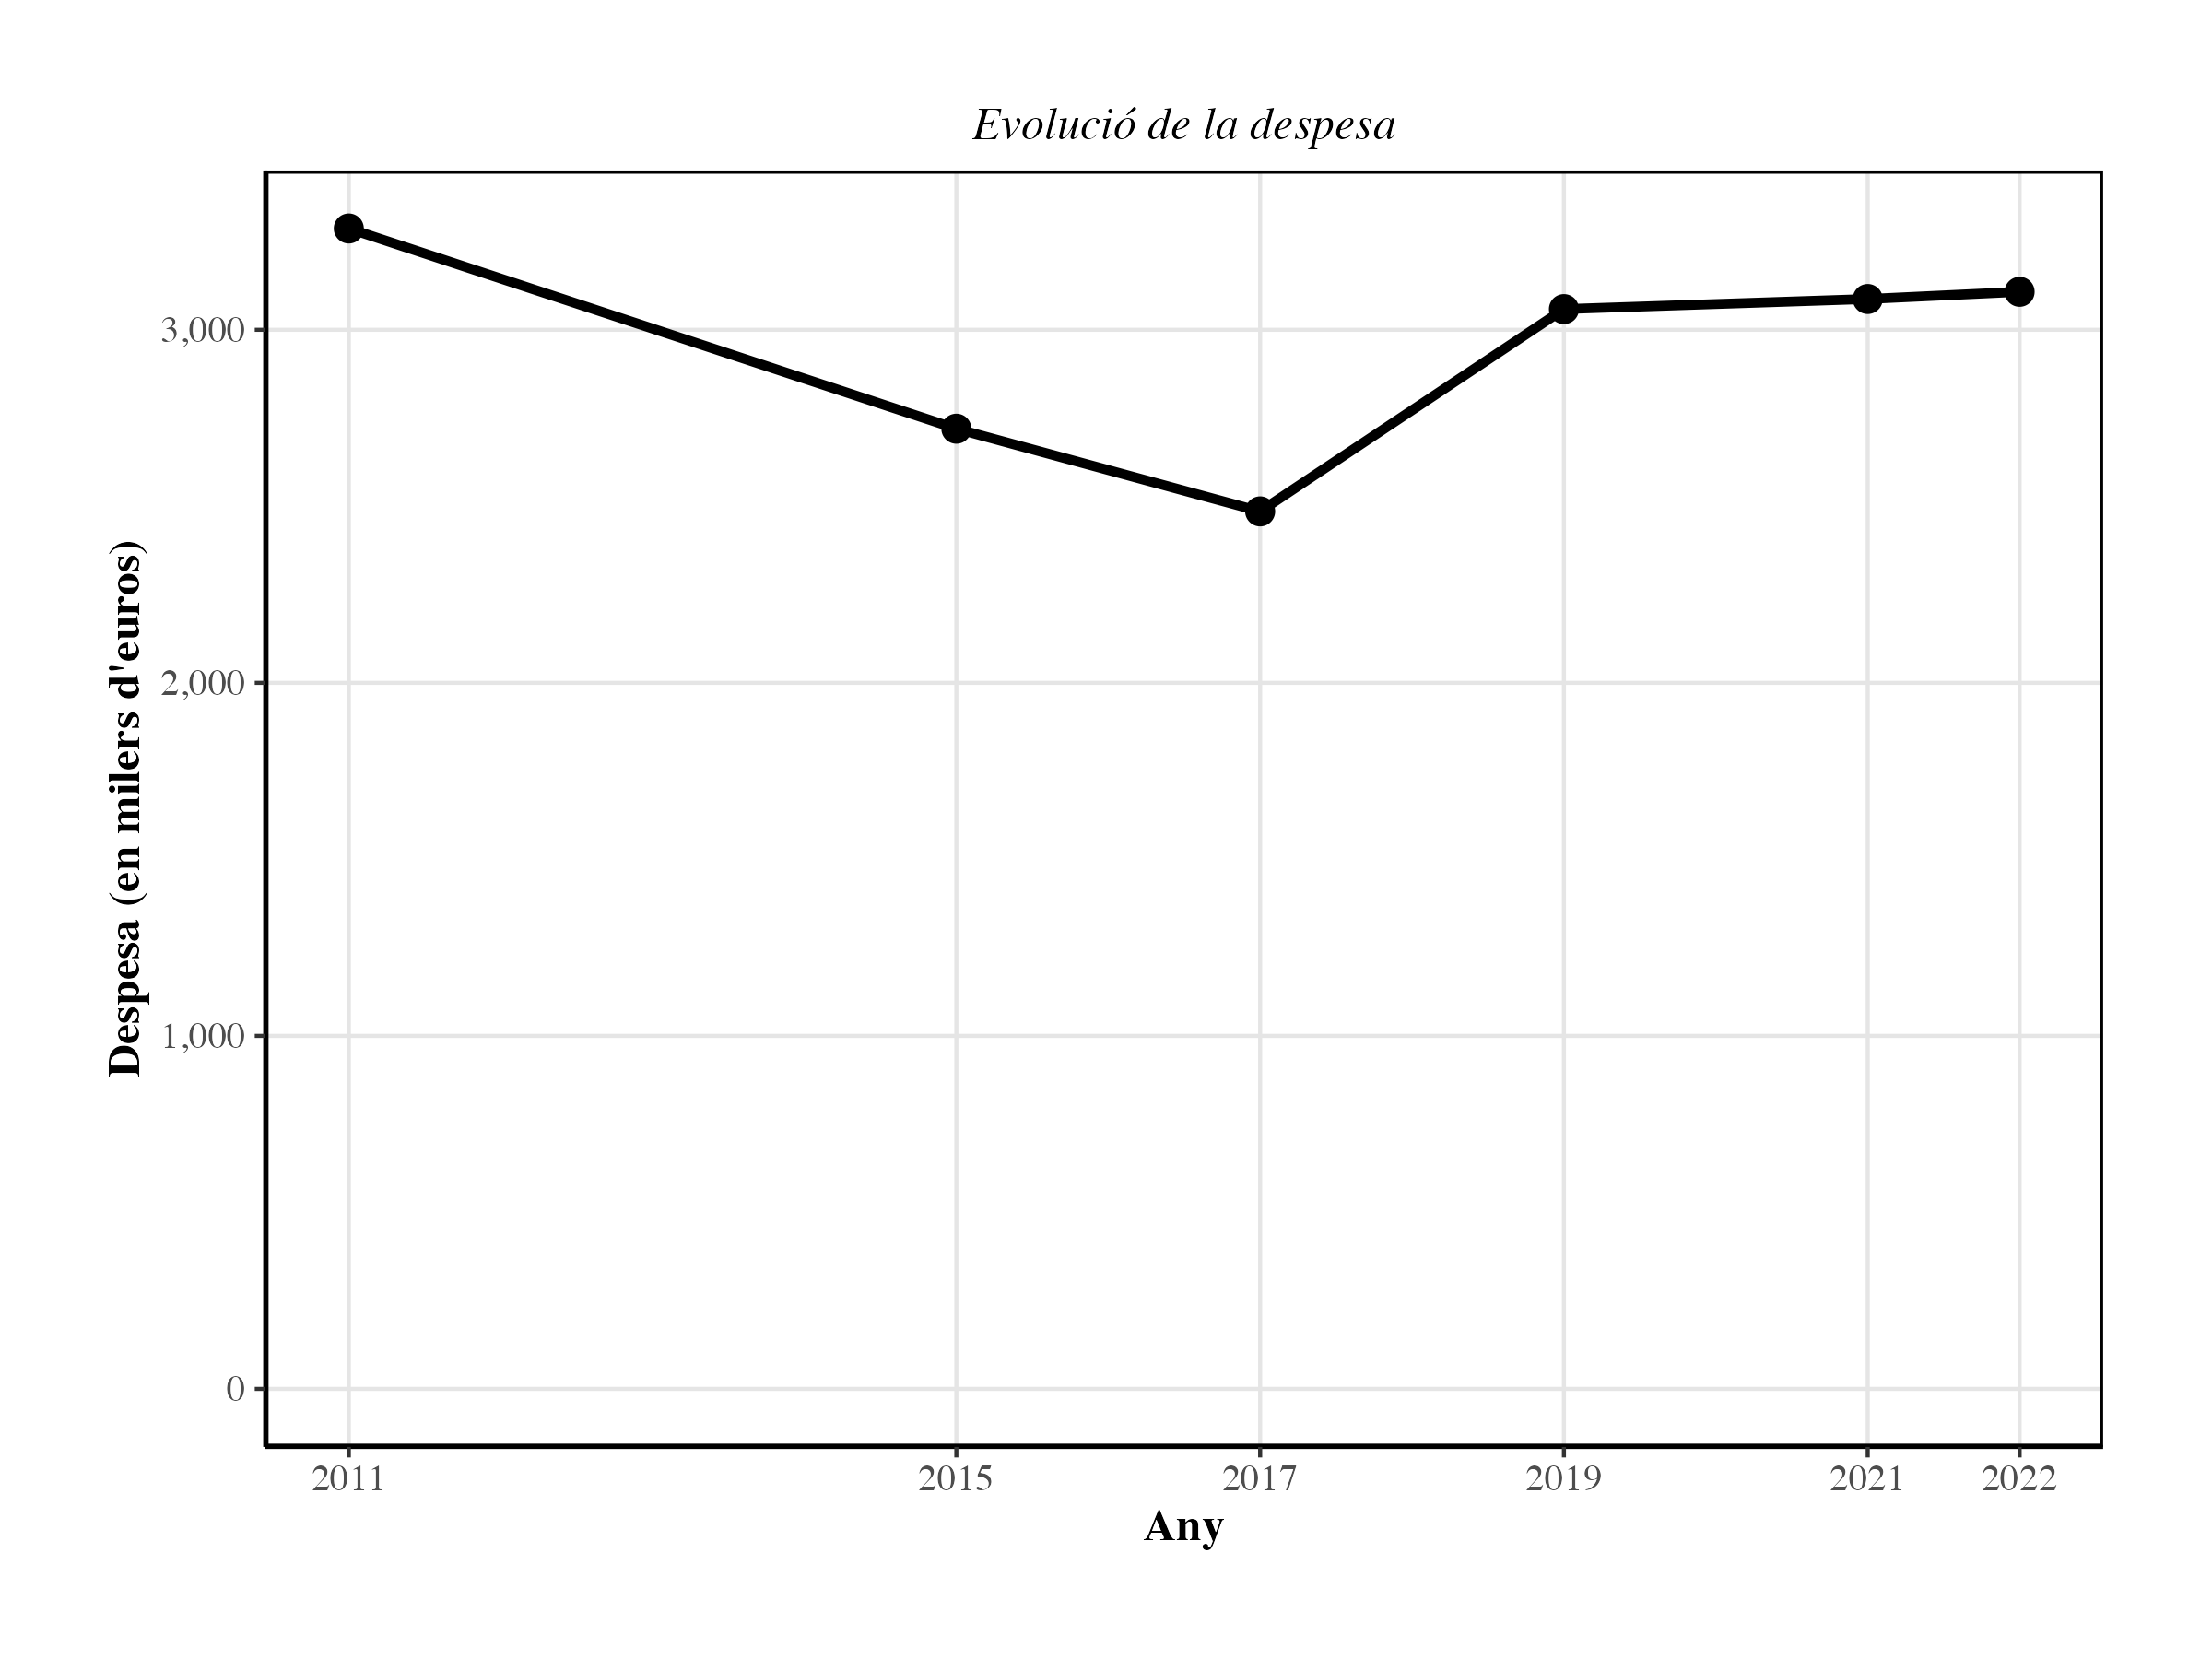 Evolució de la despesa
Despesa (en milers d'euros)
3,000
2,000
1,000
0
2011 2015 2017 2019 2021 2022
Any